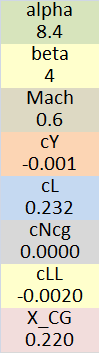 alpha
8.4
beta
4
Mach
0.6
cY
-0.001
cL
0.232
cNcg
0.0000
cLL
-0.0020
X_CG
0.220